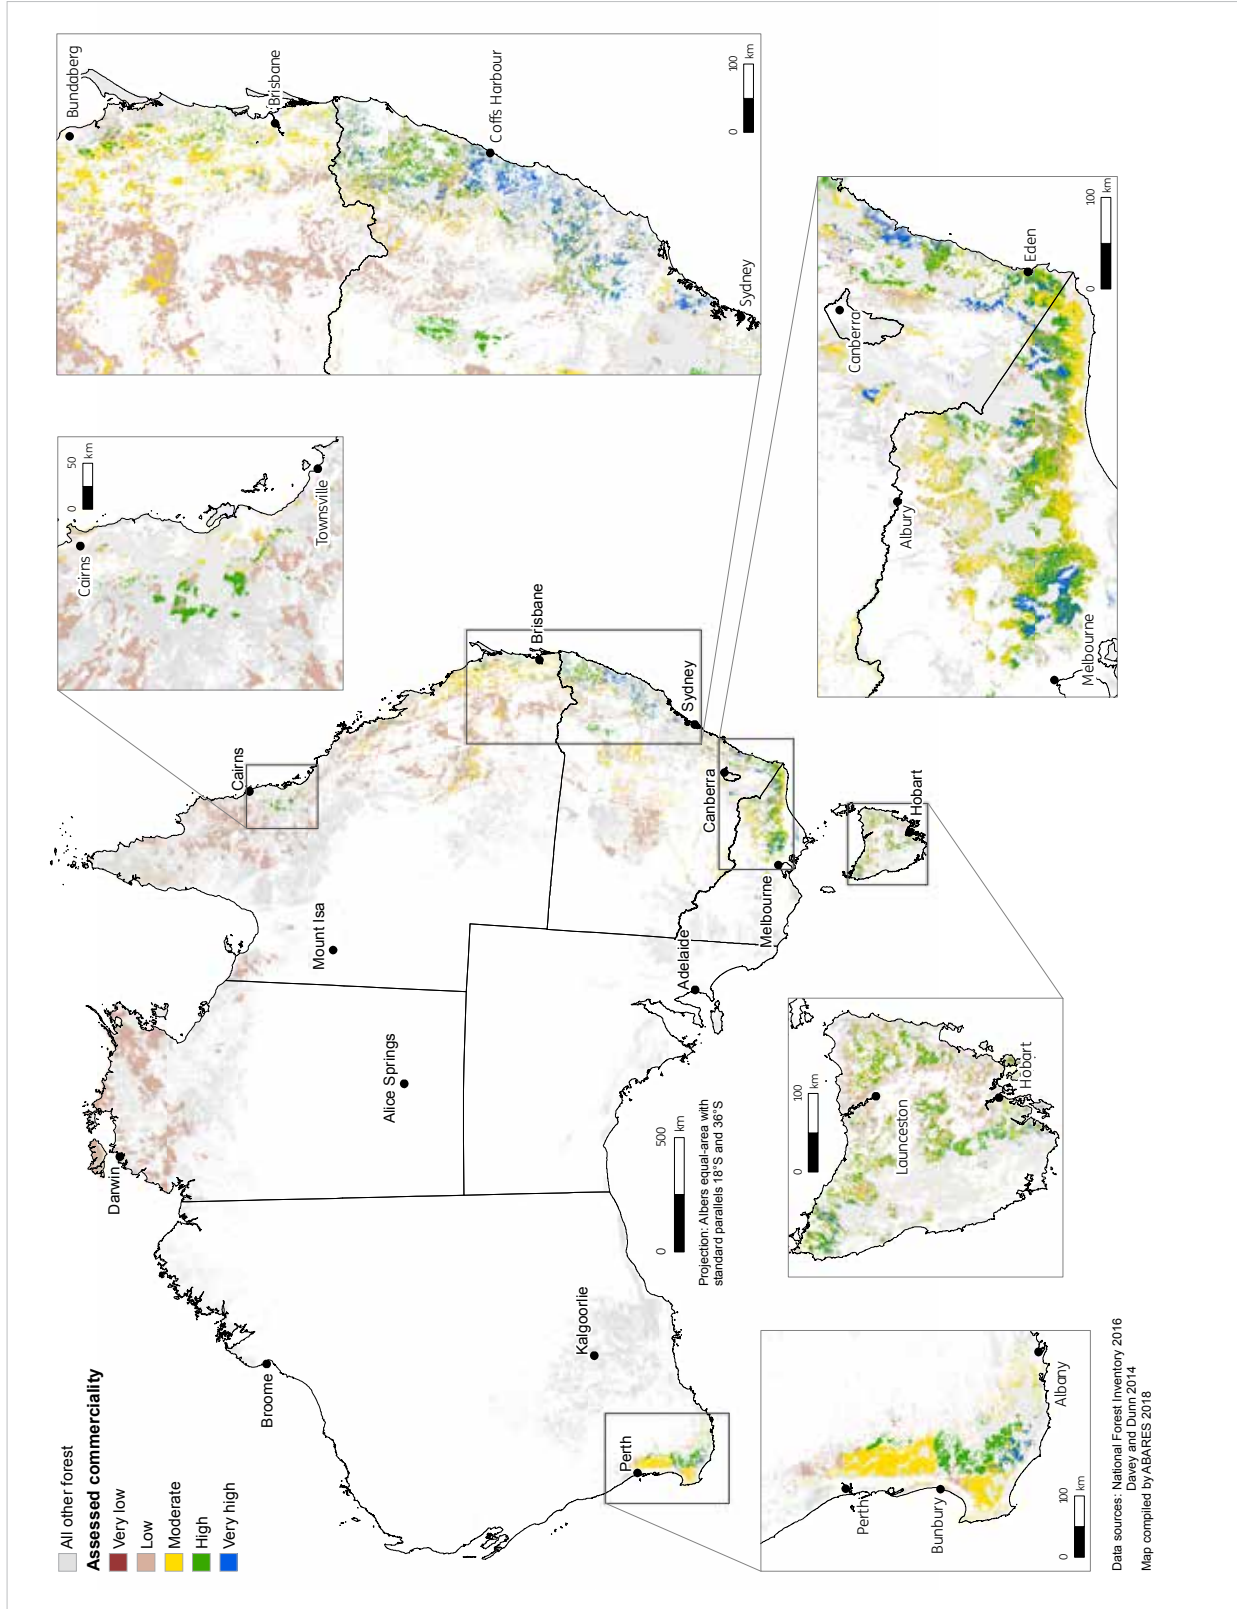 All other forest
Assessed commerciality
Very low
Low
Moderate
High
Very high
Broome
Darwin
Kalgoorlie
Perth
Alice Springs
Mount Isa
Adelaide
Melbourne
Canberra
Sydney
Brisbane
Cairns
Hobart
0 500
km
Projection: Albers equal-area with
standard parallels 18°S and 36°S
Cairns
Townsville
0 50
km
Bundaberg
Brisbane
Coffs Harbour
Sydney
0 100
km
Canberra
Albury
Eden
Melbourne
0 100
km
Launceston
Hobart
0 100
km
Perth
Bunbury
Albany
0 100
km
Data sources: National Forest Inventory 2016
Davey and Dunn 2014
Map compiled by ABARES 2018